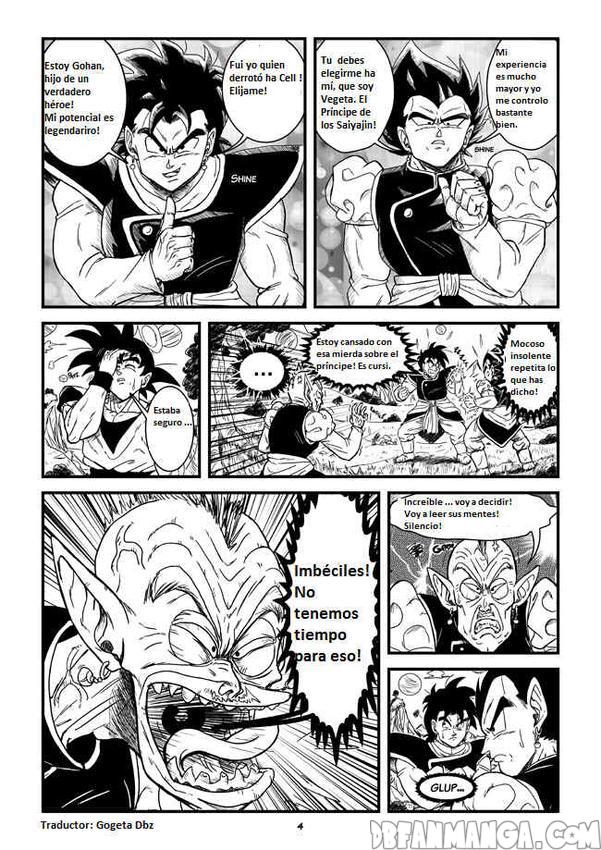 Estoy Gohan,
hijo de un
verdadero
héroe!
Mi potencial es
legendariro!
Fui yo quien
derrotó ha Cell !
Elijame!
SHINE
Tu debes
elegirme ha
mí, que soy
Vegeta. El
Príncipe de
los Saiyajin!
Mi
experiencia
es mucho
mayor y yo
me controlo
bastante
bien.
SHINE
Estaba
seguro ...
...
Estoy cansado con
esa mierda sobre el
príncipe! Es cursi.
Mocoso
insolente
repetita lo
que has
dicho!
Imbéciles!
No
tenemos
tiempo
para eso!
Increible ... voy a decidir!
Voy a leer sus mentes!
Silencio!
GLUP...
Traductor: Gogeta Dbz
4
DBFANMANGA.COM